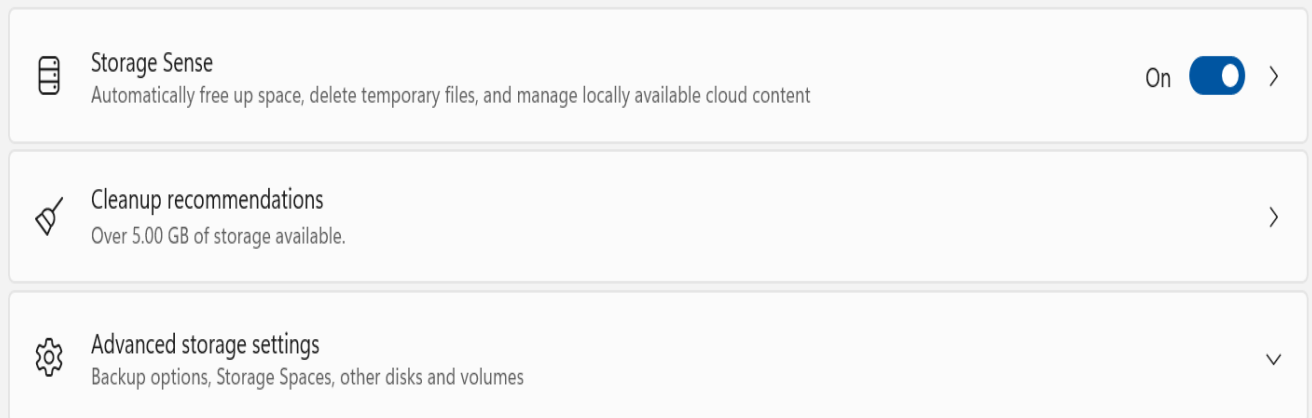 Storage Sense
Automatically free up space, delete temporary files, and manage locally available cloud content
On
Cleanup recommendations
Over 5.00 GB of storage available.
Advanced storage settings
Backup options, Storage Spaces, other disks and volumes